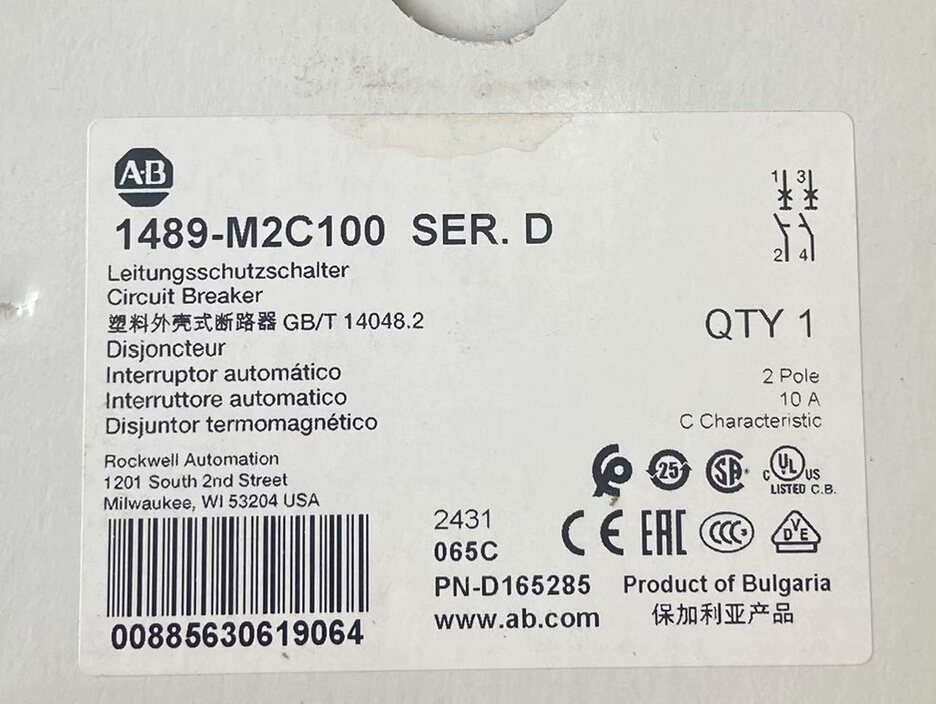 A·B
1489-M2C100 SER. D
1 3
2 4
Leitungsschutzschalter
Circuit Breaker
塑料外壳式断路器 GB/T 14048.2
Disjoncteur
Interruptor automático
Interruttore automatico
Disjuntor termomagnético
QTY 1
2 Pole
10 A
C Characteristic
Rockwell Automation
1201 South 2nd Street
Milwaukee, WI 53204 USA
25
SA
c UL US
LISTED C.B.
2431
065C
CE EAC CCC VDE
PN-D165285
www.ab.com
Product of Bulgaria
保加利亚产品
00885630619064